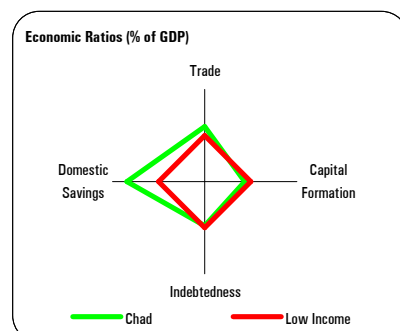 Economic Ratios (% of GDP)
Trade
Domestic
Savings
Capital
Formation
Indebtedness
Chad
Low Income